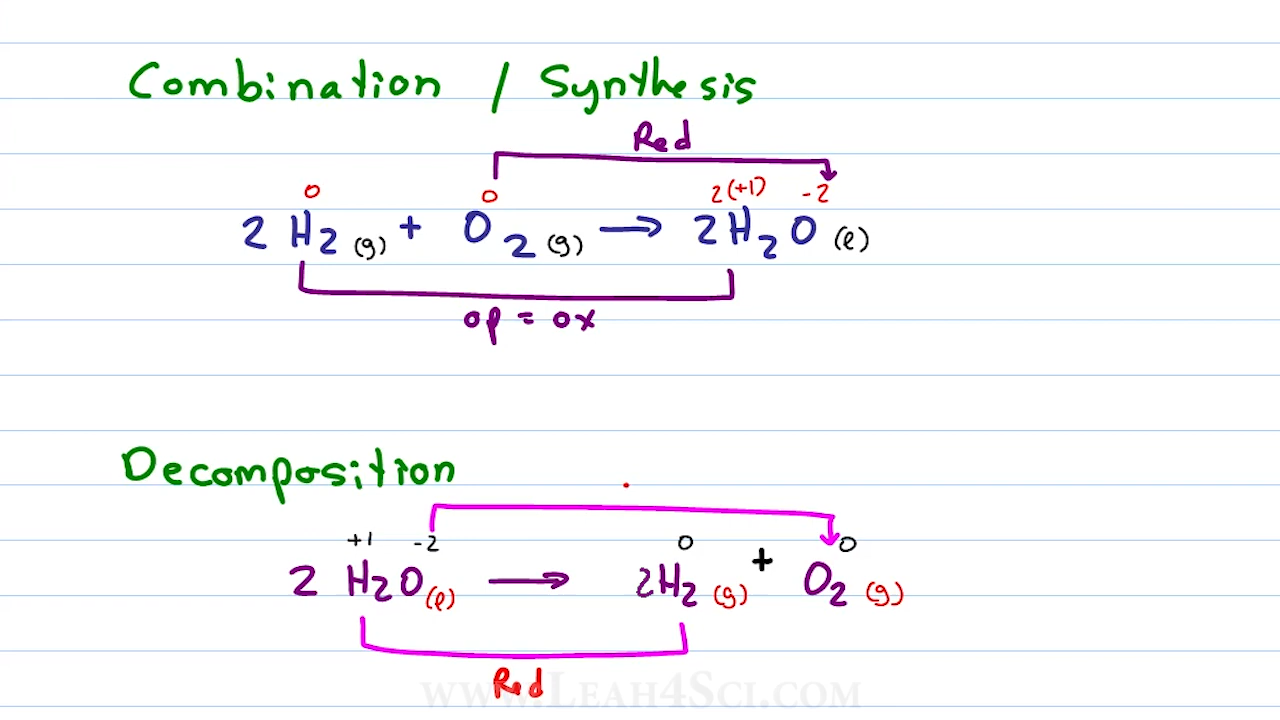 Combination / Synthesis
Red
0 0 2(+1) -2
2 H2 (g) + O2 (g) → 2H2O (l)
op = ox
Decomposition
+1 -2 0 0
2 H2O(l) → 2H2 (g) + O2 (g)
Red
www.Leah4Sci.com